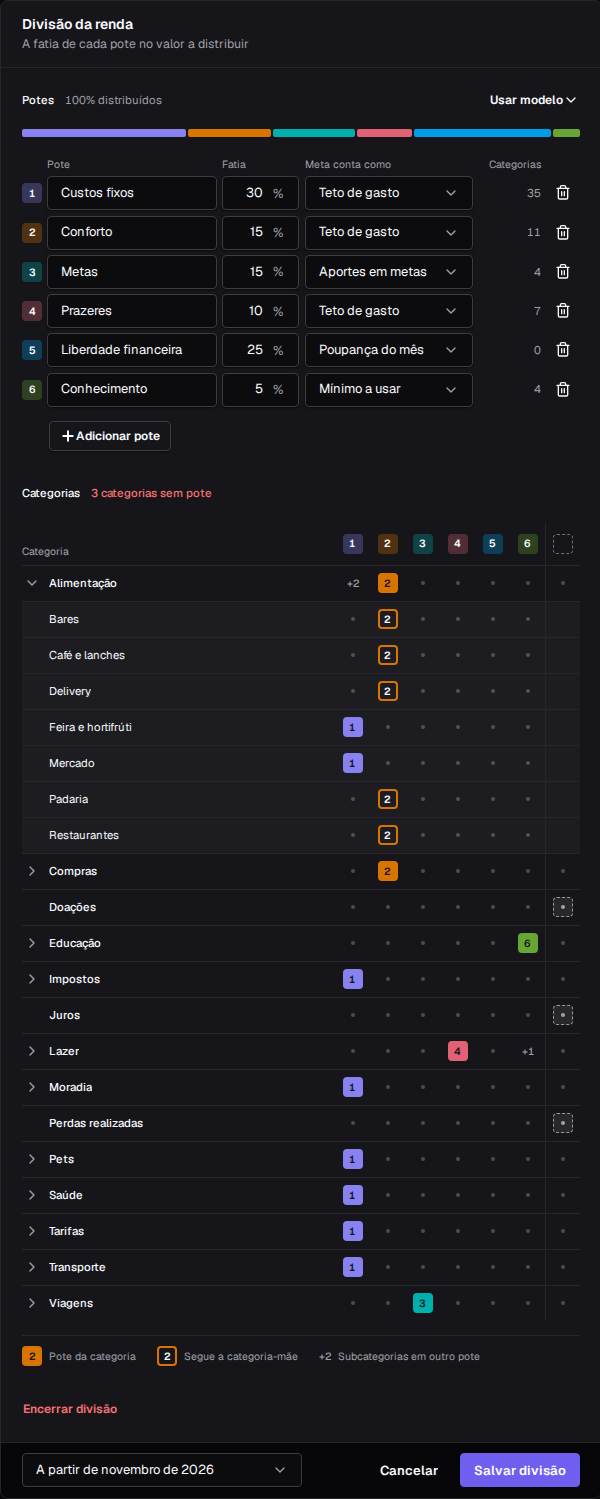 Divisão da renda
A fatia de cada pote no valor a distribuir
Potes 100% distribuídos Usar modelo
Pote Fatia Meta conta como Categorias
1 Custos fixos 30 % Teto de gasto 35
2 Conforto 15 % Teto de gasto 11
3 Metas 15 % Aportes em metas 4
4 Prazeres 10 % Teto de gasto 7
5 Liberdade financeira 25 % Poupança do mês 0
6 Conhecimento 5 % Mínimo a usar 4
Adicionar pote
Categorias 3 categorias sem pote
Categoria 1 2 3 4 5 6
Alimentação +2 2
Bares 2
Café e lanches 2
Delivery 2
Feira e hortifrúti 1
Mercado 1
Padaria 2
Restaurantes 2
Compras 2
Doações
Educação 6
Impostos 1
Juros
Lazer 4 +1
Moradia 1
Perdas realizadas
Pets 1
Saúde 1
Tarifas 1
Transporte 1
Viagens 3
2 Pote da categoria 2 Segue a categoria-mãe +2 Subcategorias em outro pote
Encerrar divisão
A partir de novembro de 2026 Cancelar Salvar divisão